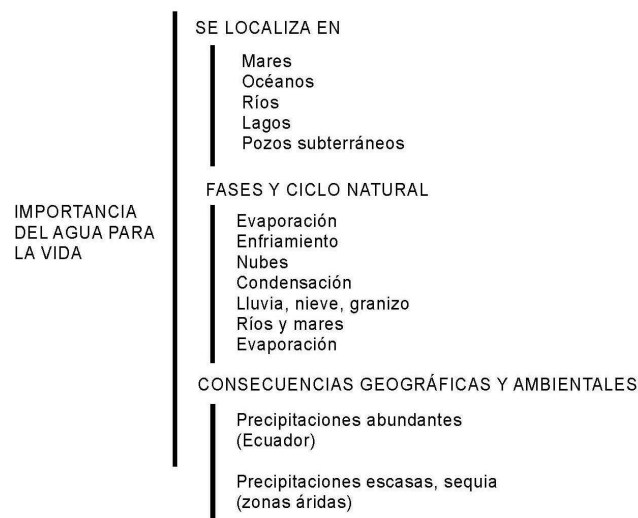 IMPORTANCIA
DEL AGUA PARA
LA VIDA
SE LOCALIZA EN
Mares
Océanos
Ríos
Lagos
Pozos subterráneos
FASES Y CICLO NATURAL
Evaporación
Enfriamiento
Nubes
Condensación
Lluvia, nieve, granizo
Ríos y mares
Evaporación
CONSECUENCIAS GEOGRÁFICAS Y AMBIENTALES
Precipitaciones abundantes
(Ecuador)
Precipitaciones escasas, sequia
(zonas áridas)